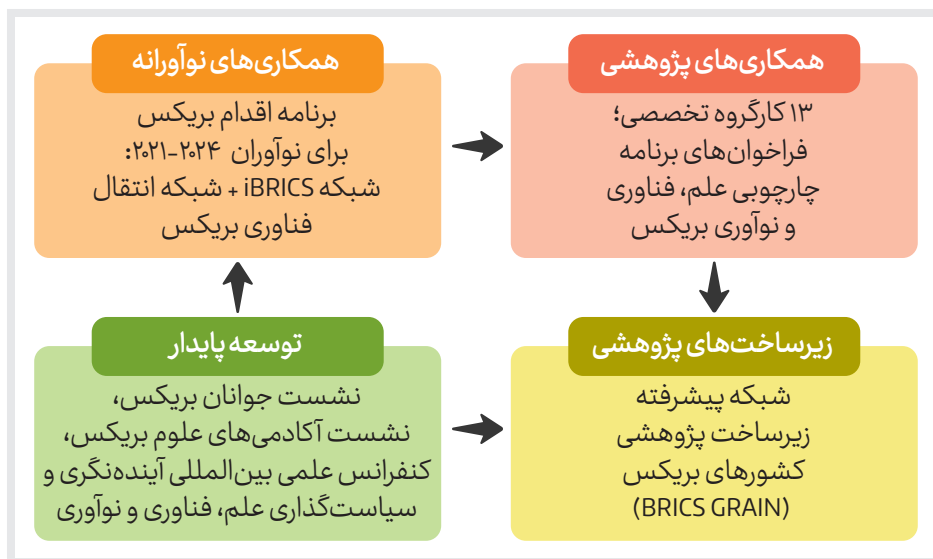 همکاری‌های پژوهشی
۱۳ کارگروه تخصصی؛
فراخوان‌های برنامه
چارچوبی علم، فناوری
و نوآوری بریکس
همکاری‌های نوآورانه
برنامه اقدام بریکس
برای نوآوران ۲۰۲۴-۲۰۲۱:
شبکه iBRICS + شبکه انتقال
فناوری بریکس
زیرساخت‌های پژوهشی
شبکه پیشرفته
زیرساخت پژوهشی
کشورهای بریکس
(BRICS GRAIN)
توسعه پایدار
نشست جوانان بریکس،
نشست آکادمی‌های علوم بریکس،
کنفرانس علمی بین‌المللی آینده‌نگری و
سیاست‌گذاری علم، فناوری و نوآوری